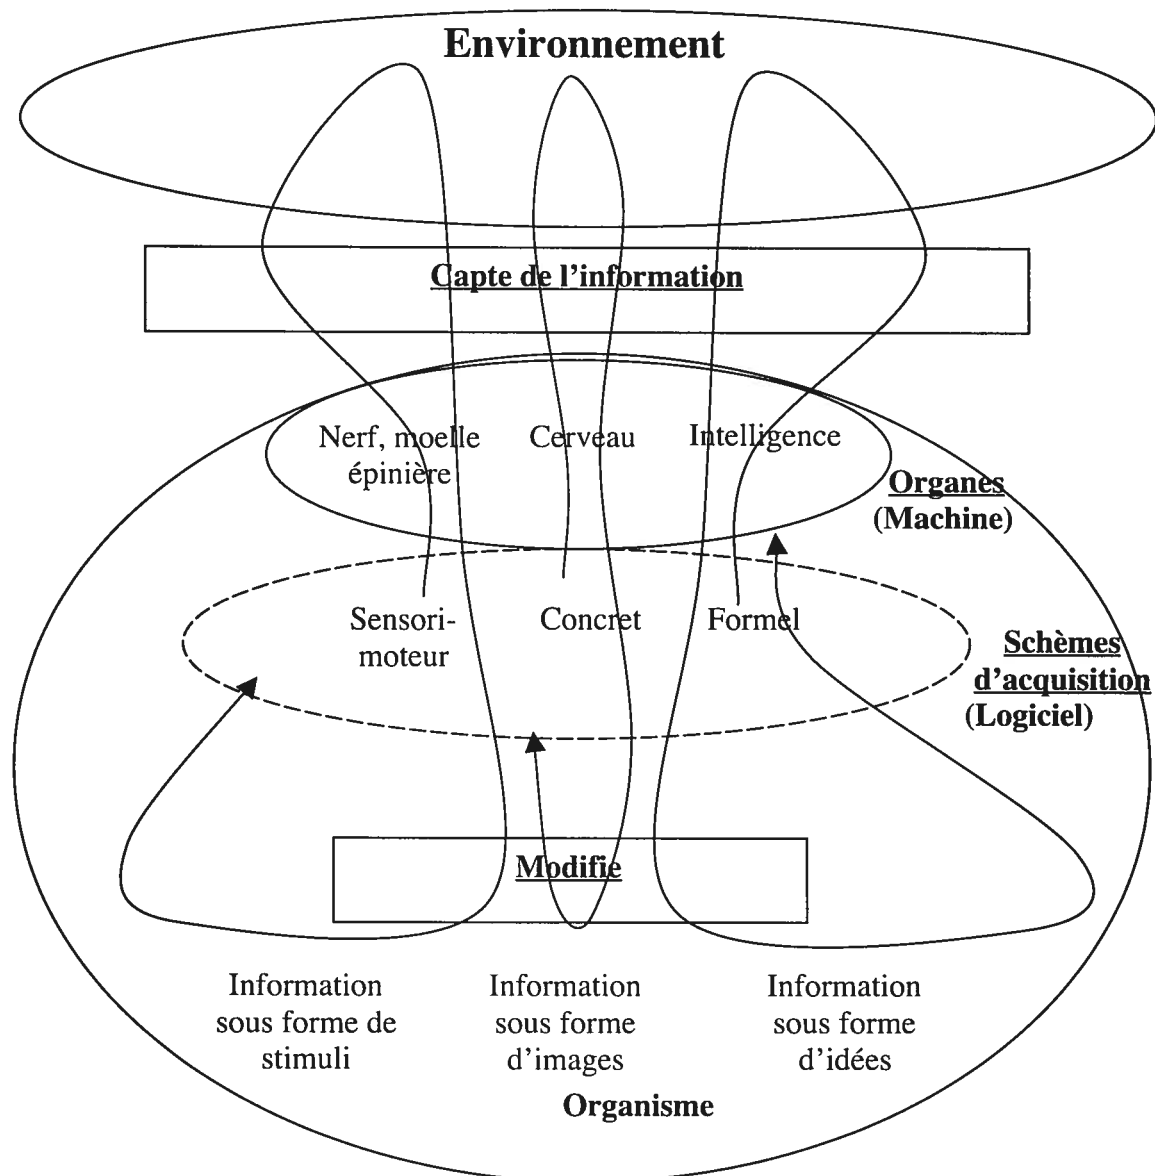 Environnement
Capte de l'information
Nerf, moelle
épinière
Cerveau
Intelligence
Organes
(Machine)
Sensori-
moteur
Concret
Formel
Schèmes
d'acquisition
(Logiciel)
Modifie
Information
sous forme de
stimuli
Information
sous forme
d'images
Information
sous forme
d'idées
Organisme